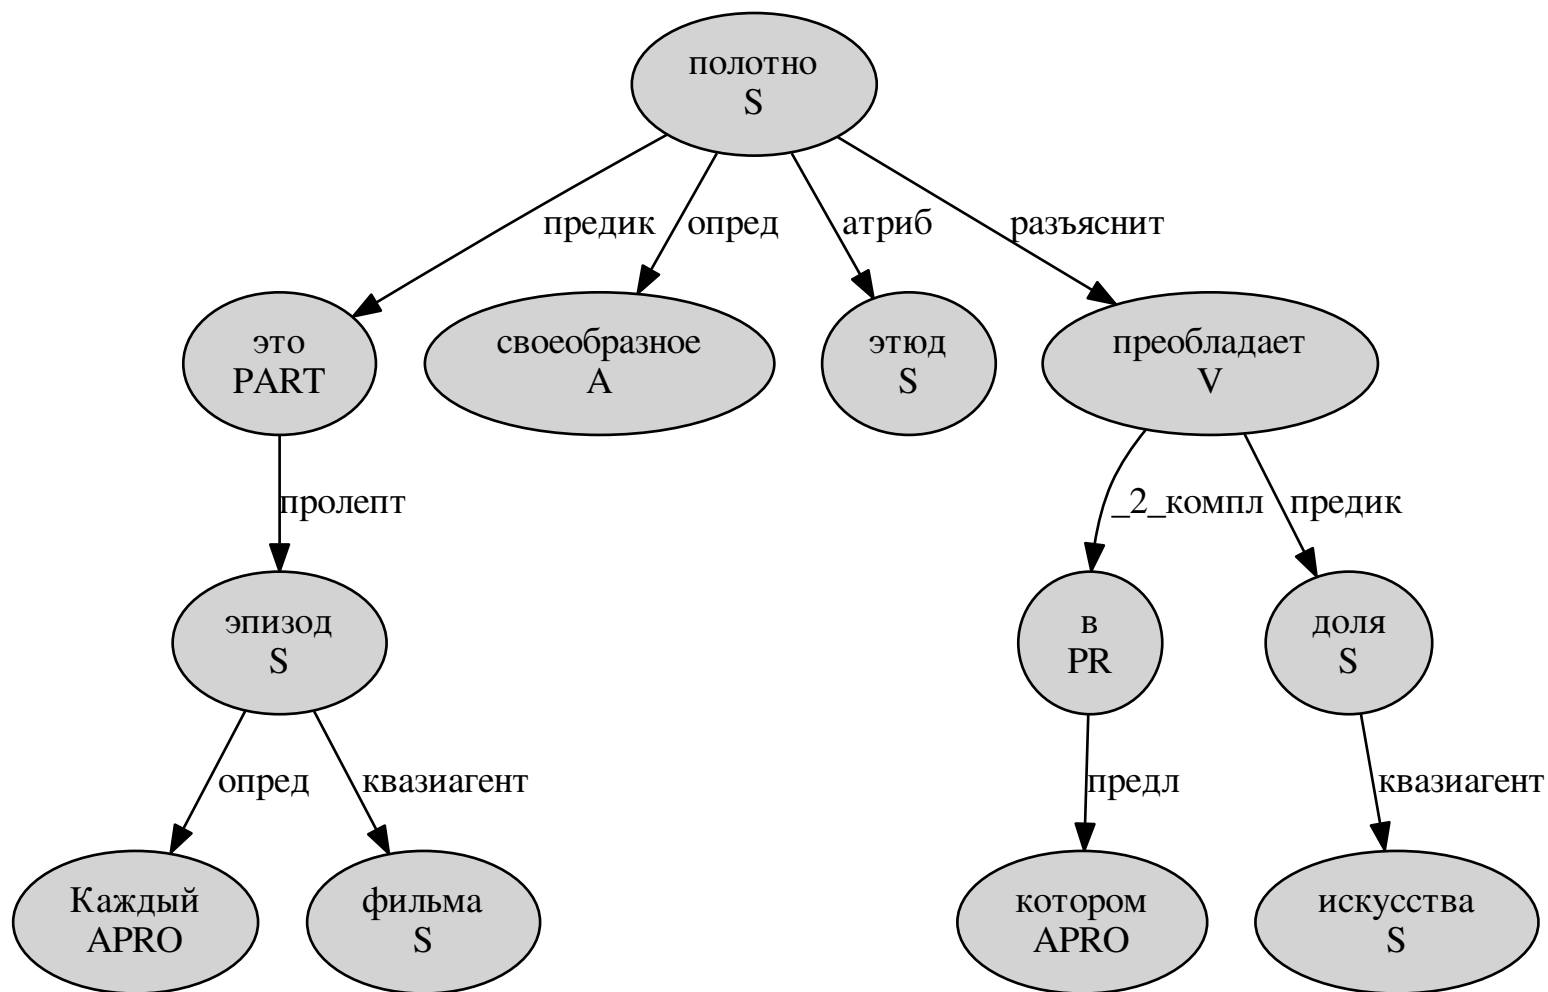 полотно
S
предик
опред
атриб
разъяснит
это
PART
своеобразное
A
этюд
S
преобладает
V
пролепт
_2_компл
предик
эпизод
S
в
PR
доля
S
опред
квазиагент
предл
квазиагент
Каждый
APRO
фильма
S
котором
APRO
искусства
S